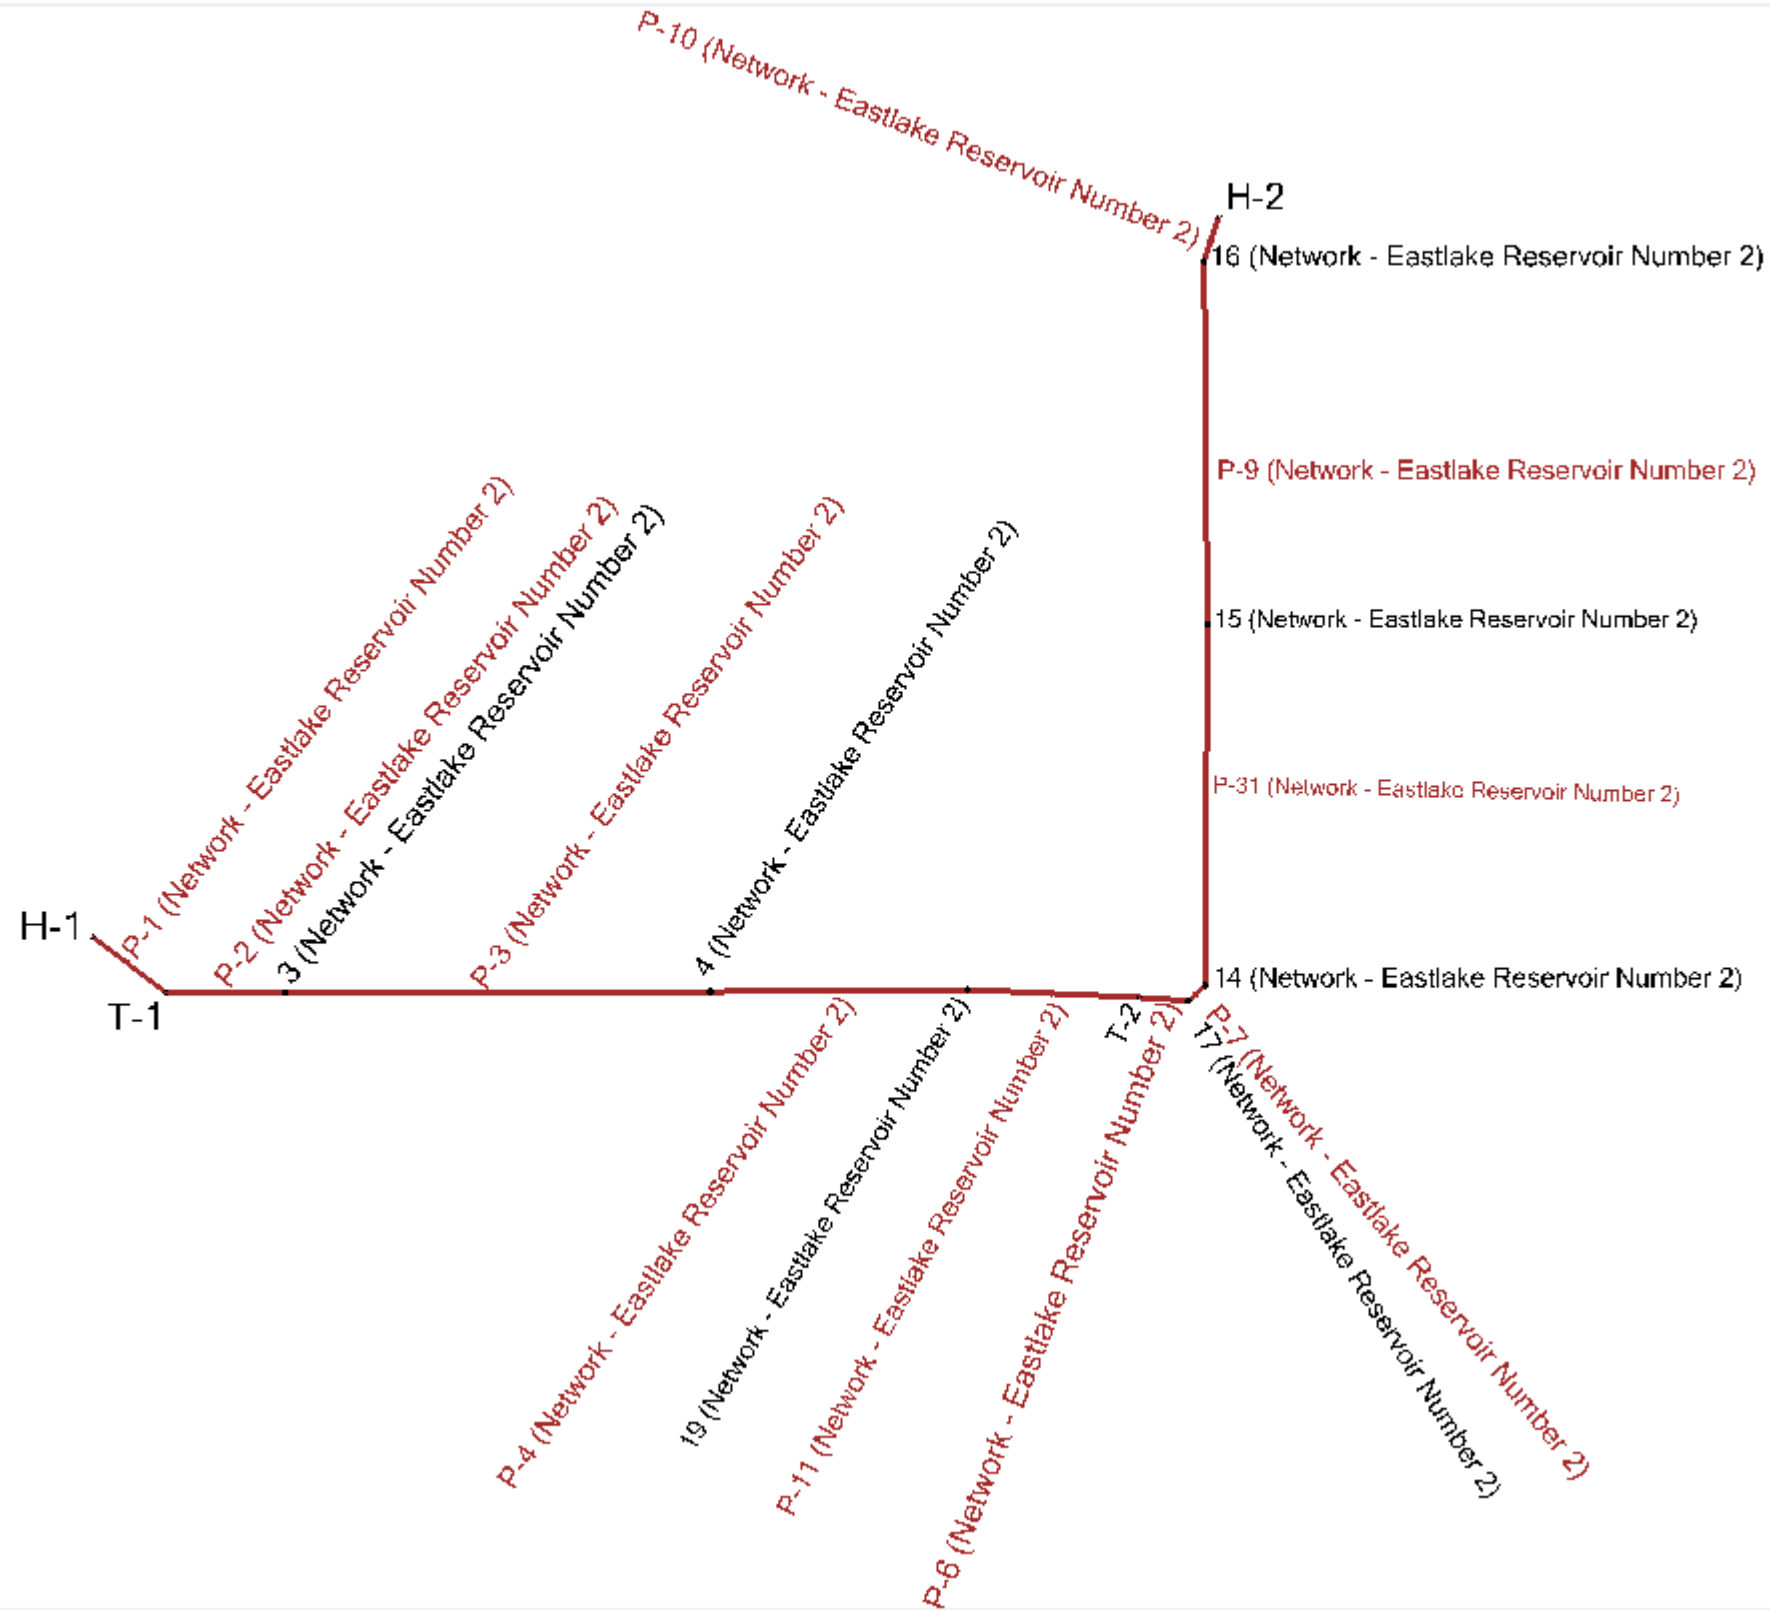 P-10 (Network - Eastlake Reservoir Number 2)
H-2
16 (Network - Eastlake Reservoir Number 2)
P-9 (Network - Eastlake Reservoir Number 2)
15 (Network - Eastlake Reservoir Number 2)
P-31 (Network - Eastlake Reservoir Number 2)
H-1
P-1 (Network - Eastlake Reservoir Number 2)
P-2 (Network - Eastlake Reservoir Number 2)
3 (Network - Eastlake Reservoir Number 2)
P-3 (Network - Eastlake Reservoir Number 2)
4 (Network - Eastlake Reservoir Number 2)
14 (Network - Eastlake Reservoir Number 2)
T-1
P-4 (Network - Eastlake Reservoir Number 2)
19 (Network - Eastlake Reservoir Number 2)
P-11 (Network - Eastlake Reservoir Number 2)
T-2
P-6 (Network - Eastlake Reservoir Number 2)
17 (Network - Eastlake Reservoir Number 2)
P-7 (Network - Eastlake Reservoir Number 2)